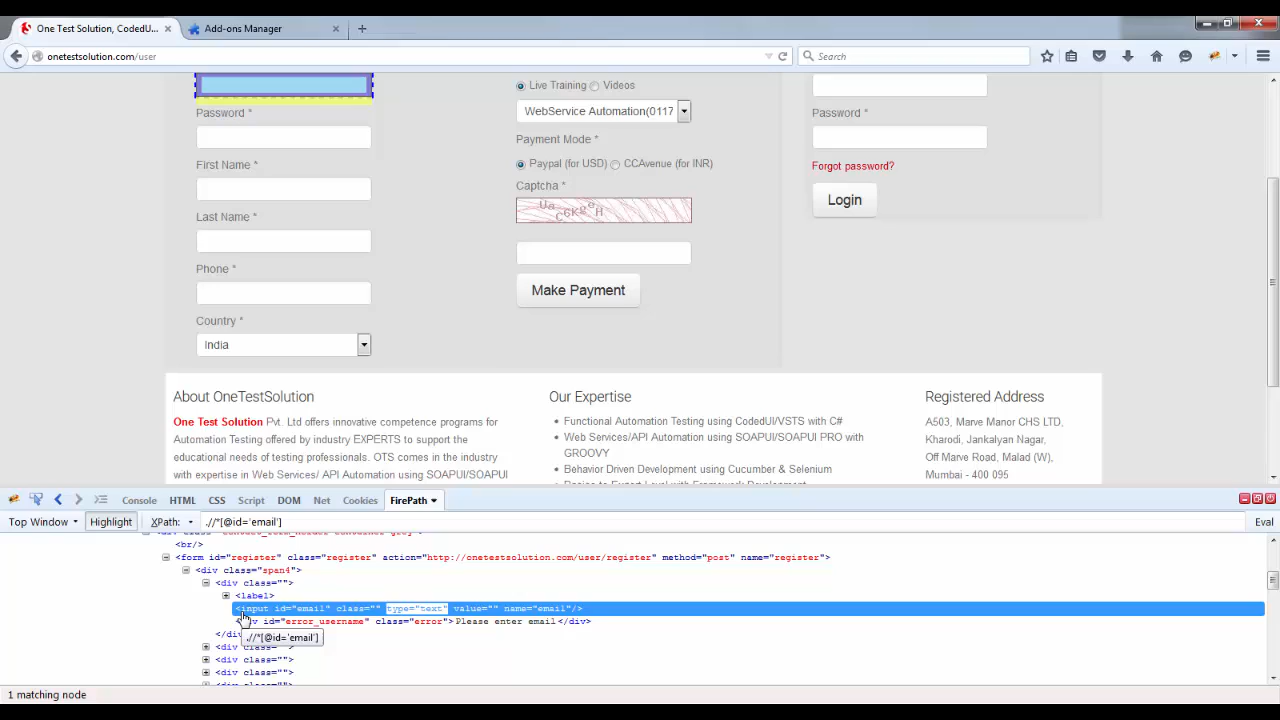 One Test Solution, CodedU...
Add-ons Manager
onetestsolution.com/user
Search
Password *
First Name *
Last Name *
Phone *
Country *
India
Live Training
Videos
WebService Automation(0117
Payment Mode *
Paypal (for USD)
CCAvenue (for INR)
Captcha *
Make Payment
Password *
Forgot password?
Login
About OneTestSolution
One Test Solution Pvt. Ltd offers innovative competence programs for
Automation Testing offered by industry EXPERTS to support the
educational needs of testing professionals. OTS comes in the industry
with expertise in Web Services/ API Automation using SOAPUI/SOAPUI
Our Expertise
Functional Automation Testing using CodedUI/VSTS with C#
Web Services/API Automation using SOAPUI/SOAPUI PRO with
GROOVY
Behavior Driven Development using Cucumber & Selenium
Registered Address
A503, Marve Manor CHS LTD,
Kharodi, Jankalyan Nagar,
Off Marve Road, Malad (W),
Mumbai - 400 095
Console HTML CSS Script DOM Net Cookies FirePath
Top Window Highlight XPath: .//*[@id='email'] Eval
<br/>
<form id="register" class="register" action="http://onetestsolution.com/user/register" method="post" name="register">
<div class="span4">
<div class="">
<label>
<input id="email" class="" type="text" value="" name="email"/>
id="error_username" class="error">Please enter email</div>
.//*[@id='email']
<div class="">
<div class="">
1 matching node